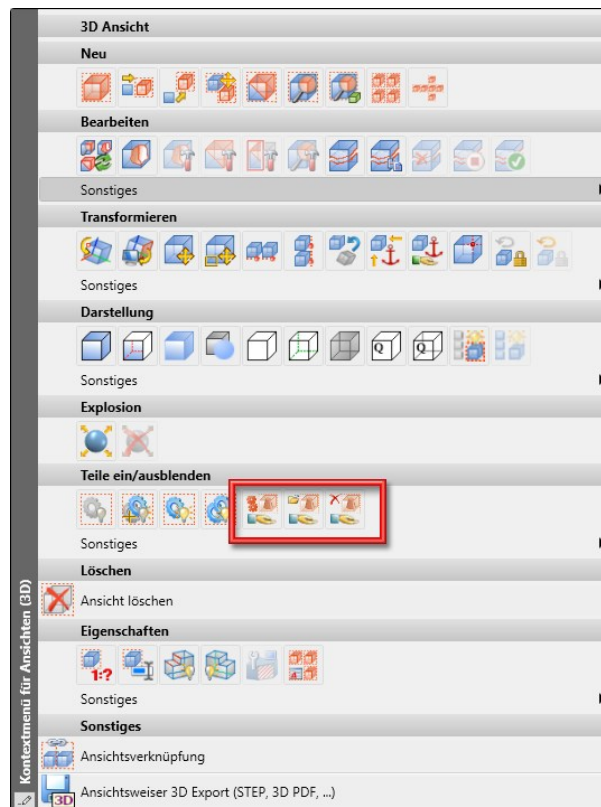 3D Ansicht
Neu
Bearbeiten
Sonstiges
Transformieren
Sonstiges
Darstellung
Q
Q
Sonstiges
Explosion
Teile ein/ausblenden
Sonstiges
Löschen
Ansicht löschen
Eigenschaften
1:?
A
Sonstiges
Sonstiges
Ansichtsverknüpfung
3D
Ansichtsweiser 3D Export (STEP, 3D PDF, ...)
Kontextmenü für Ansichten (3D)